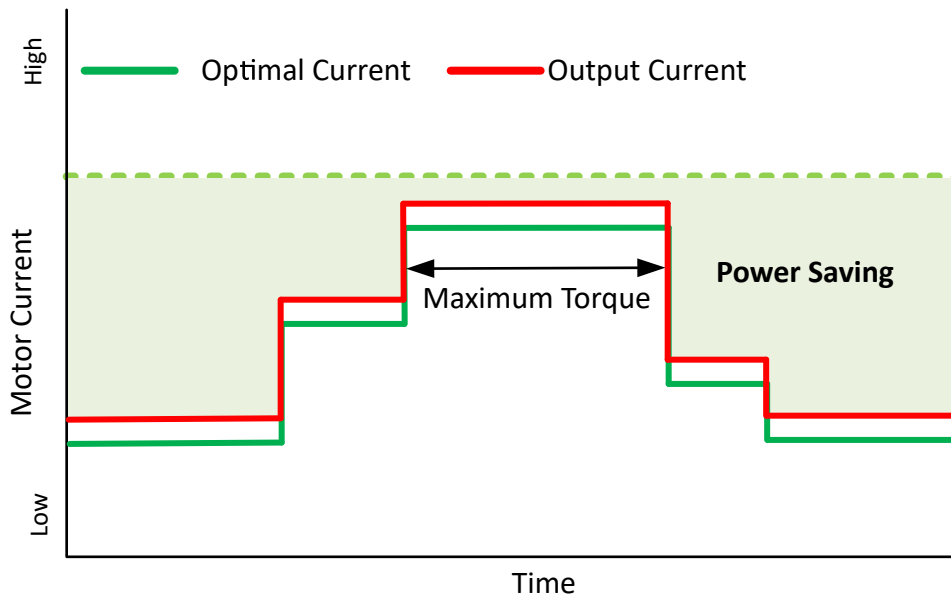 High
Optimal Current
Output Current
Motor Current
Power Saving
Maximum Torque
Low
Time